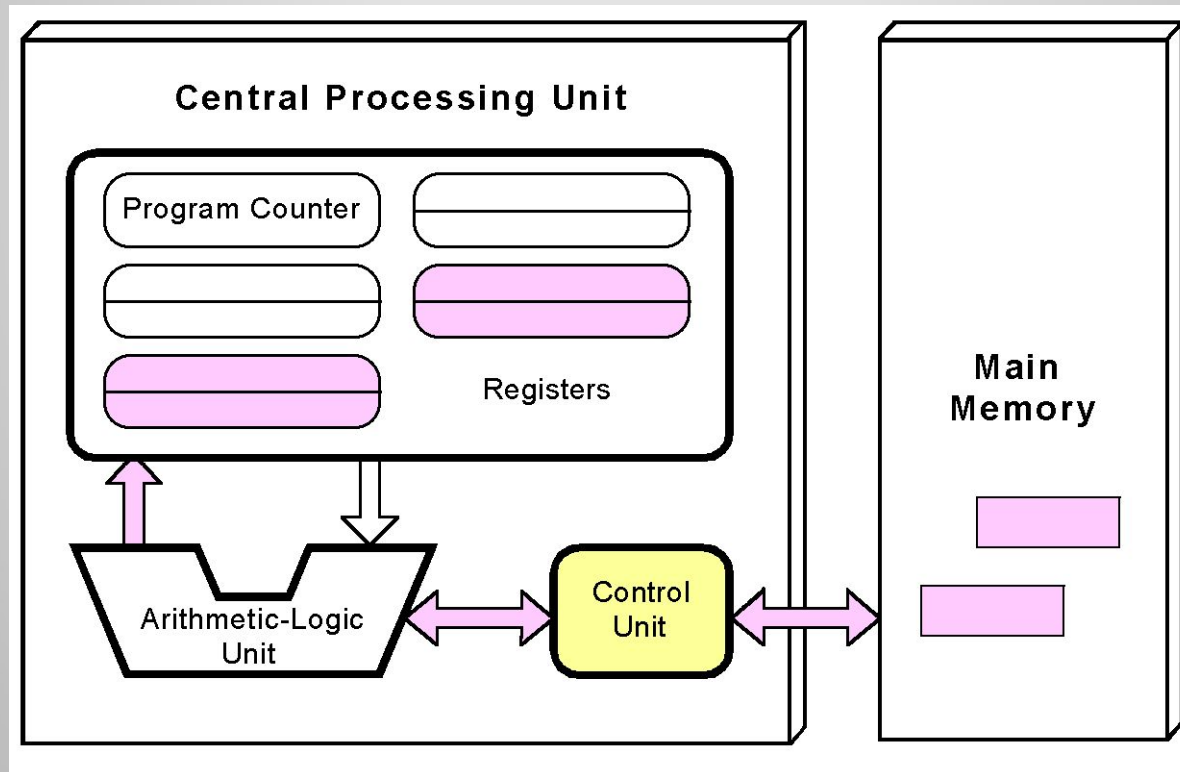 Central Processing Unit
Program Counter
Registers
Main
Memory
Arithmetic-Logic
Unit
Control
Unit